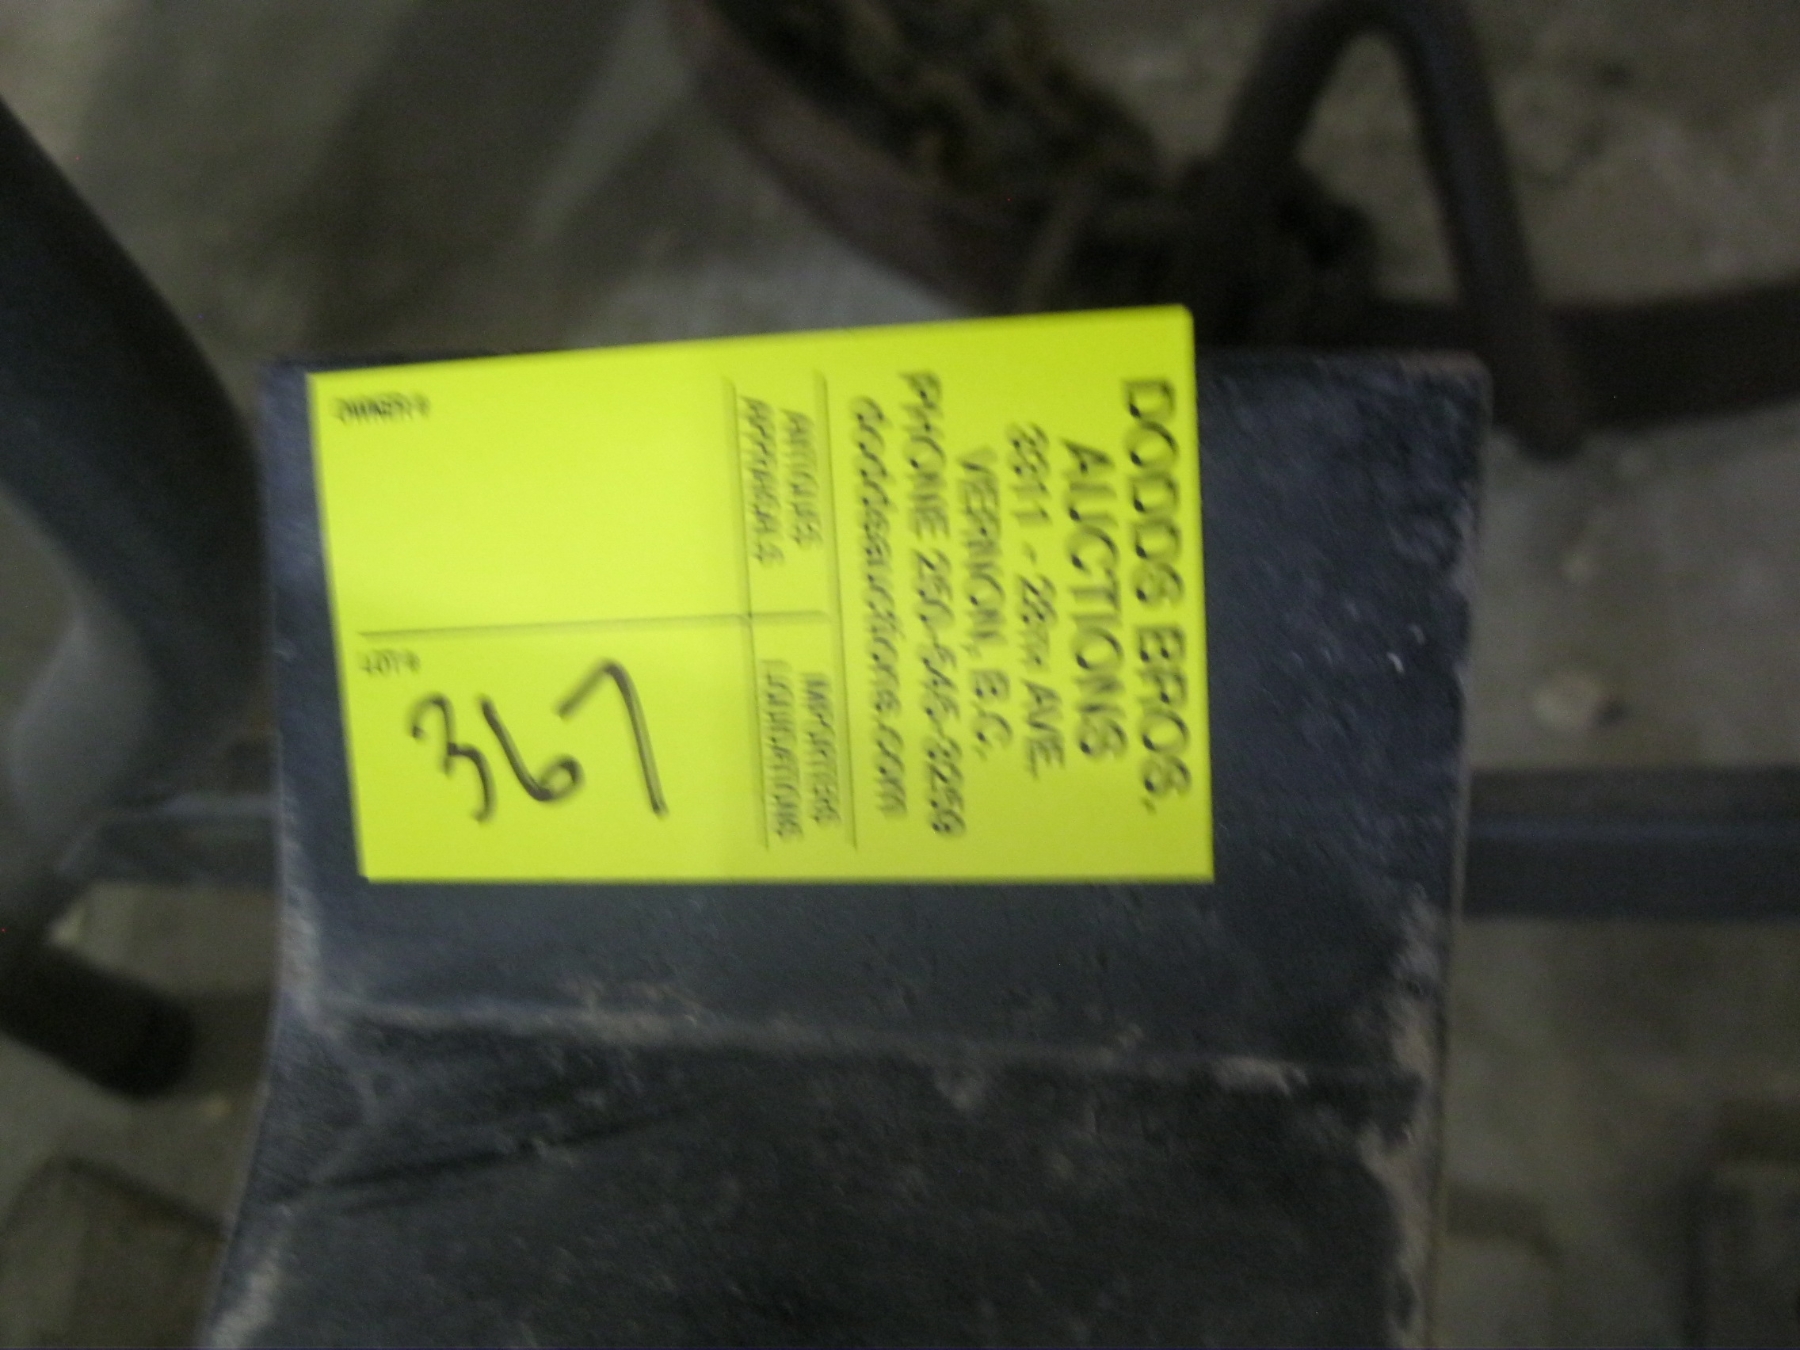 DODDS BROS.
AUCTIONS
3311 - 28TH AVE.
VERNON, B.C.
PHONE 250-545-3259
doddsauctions.com
ANTIQUES IMPORTERS
APPRAISALS LIQUIDATIONS
OWNER # LOT #
367